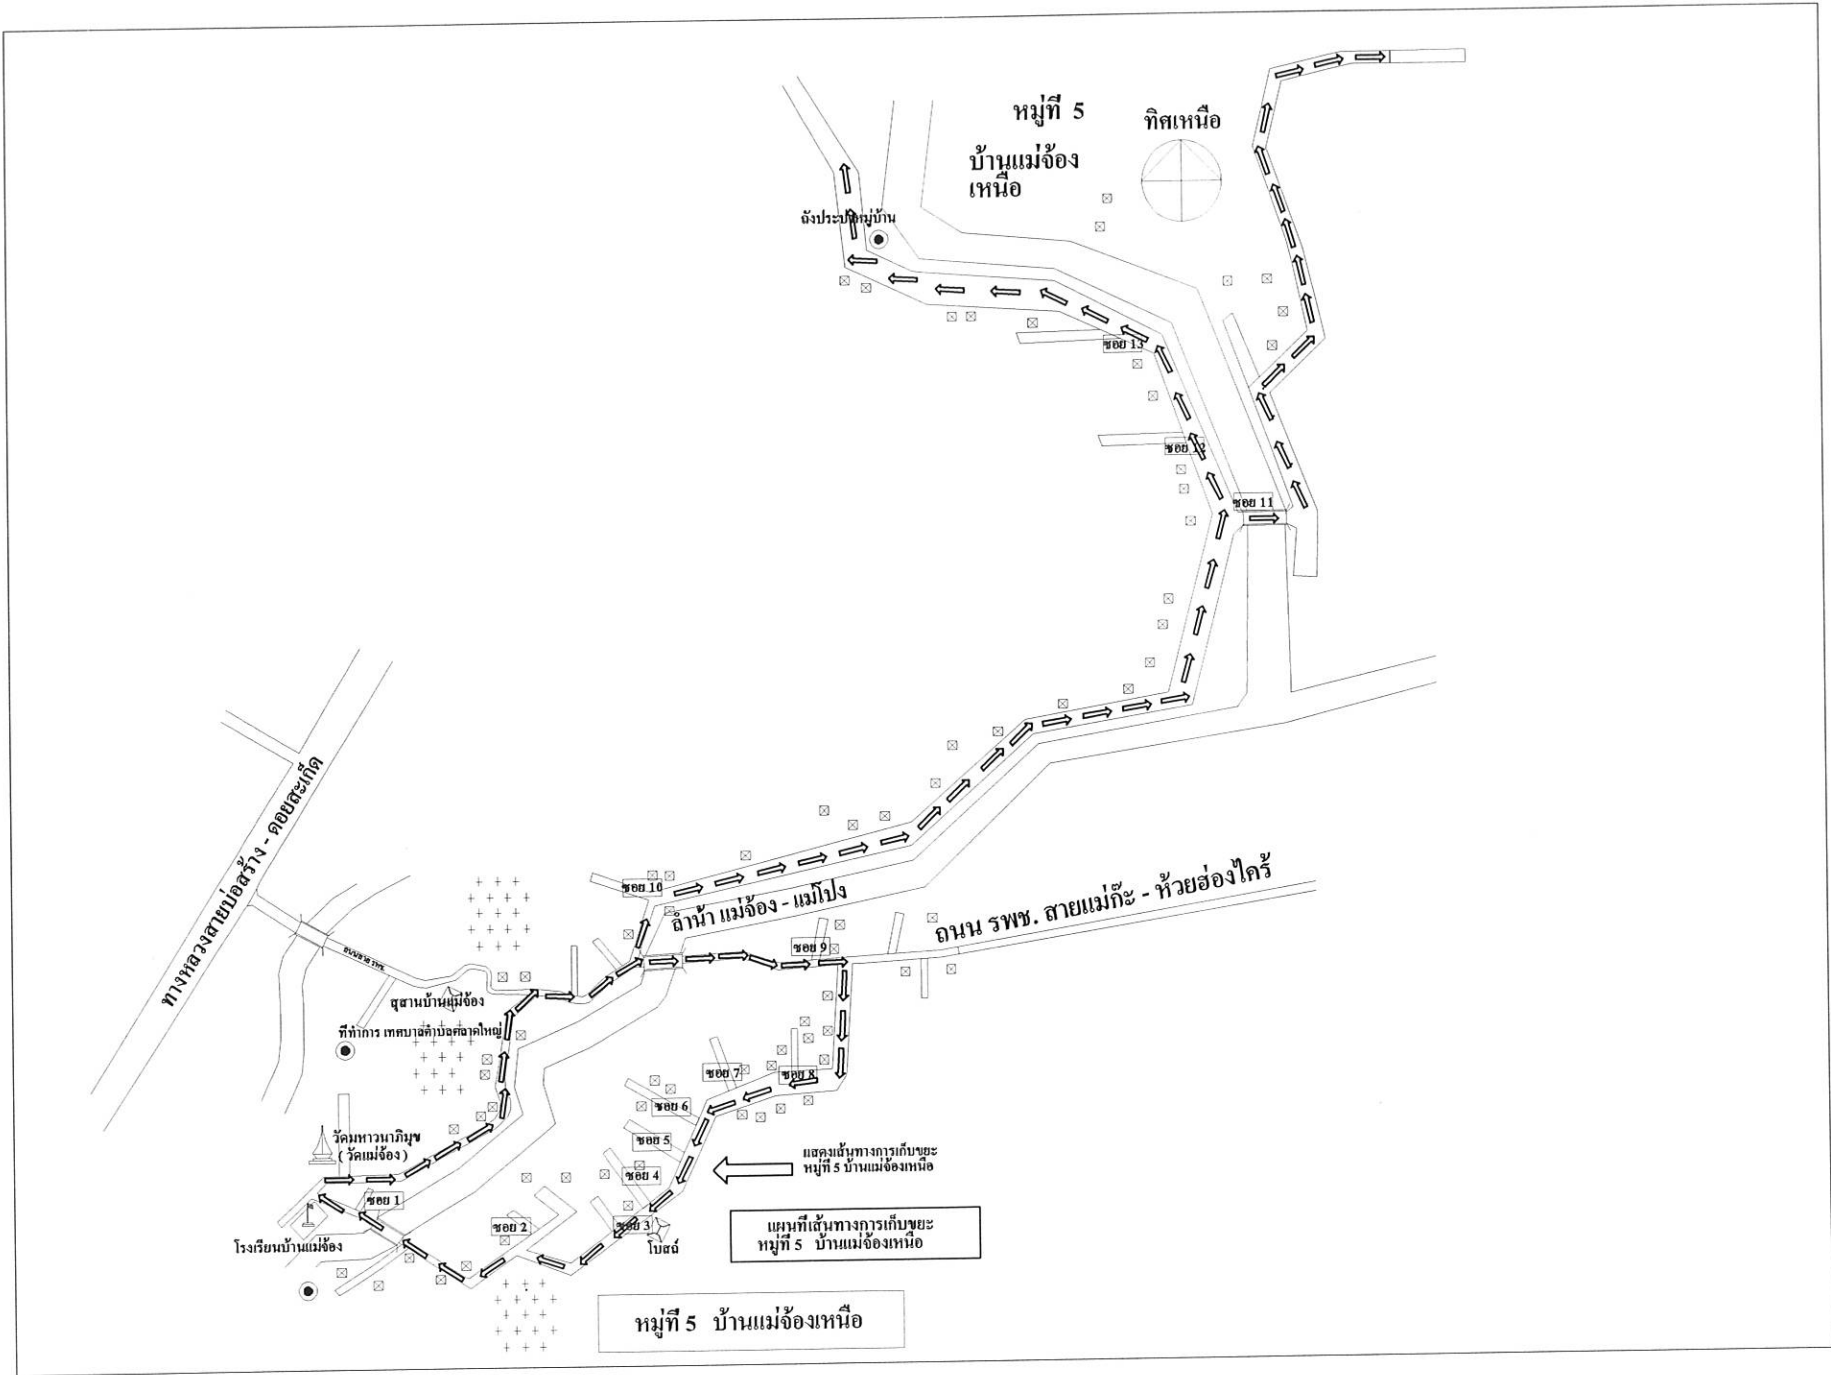 หมู่ที่ 5
บ้านแม่จ้อง
เหนือ
ทิศเหนือ
ถังประปาหมู่บ้าน
ซอย 13
ซอย 12
ซอย 11
ทางหลวงสายบ่อสร้าง - ดอยสะเก็ด
ซอย 10
ลำน้ำ แม่จ้อง - แม่โปง
ถนน รพช. สายแม่ก๊ะ - ห้วยฮ่องไคร้
ซอย 9
สุสานบ้านแม่จ้อง
ที่ทำการ เทศบาลตำบลตลาดใหญ่
ซอย 7
ซอย 8
ซอย 6
ซอย 5
ซอย 4
วัดมหาวนาภิมุข
( วัดแม่จ้อง )
แสดงเส้นทางการเก็บขยะ
หมู่ที่ 5 บ้านแม่จ้องเหนือ
ซอย 1
ซอย 2
ซอย 3
โบสถ์
โรงเรียนบ้านแม่จ้อง
แผนที่เส้นทางการเก็บขยะ
หมู่ที่ 5 บ้านแม่จ้องเหนือ
หมู่ที่ 5 บ้านแม่จ้องเหนือ